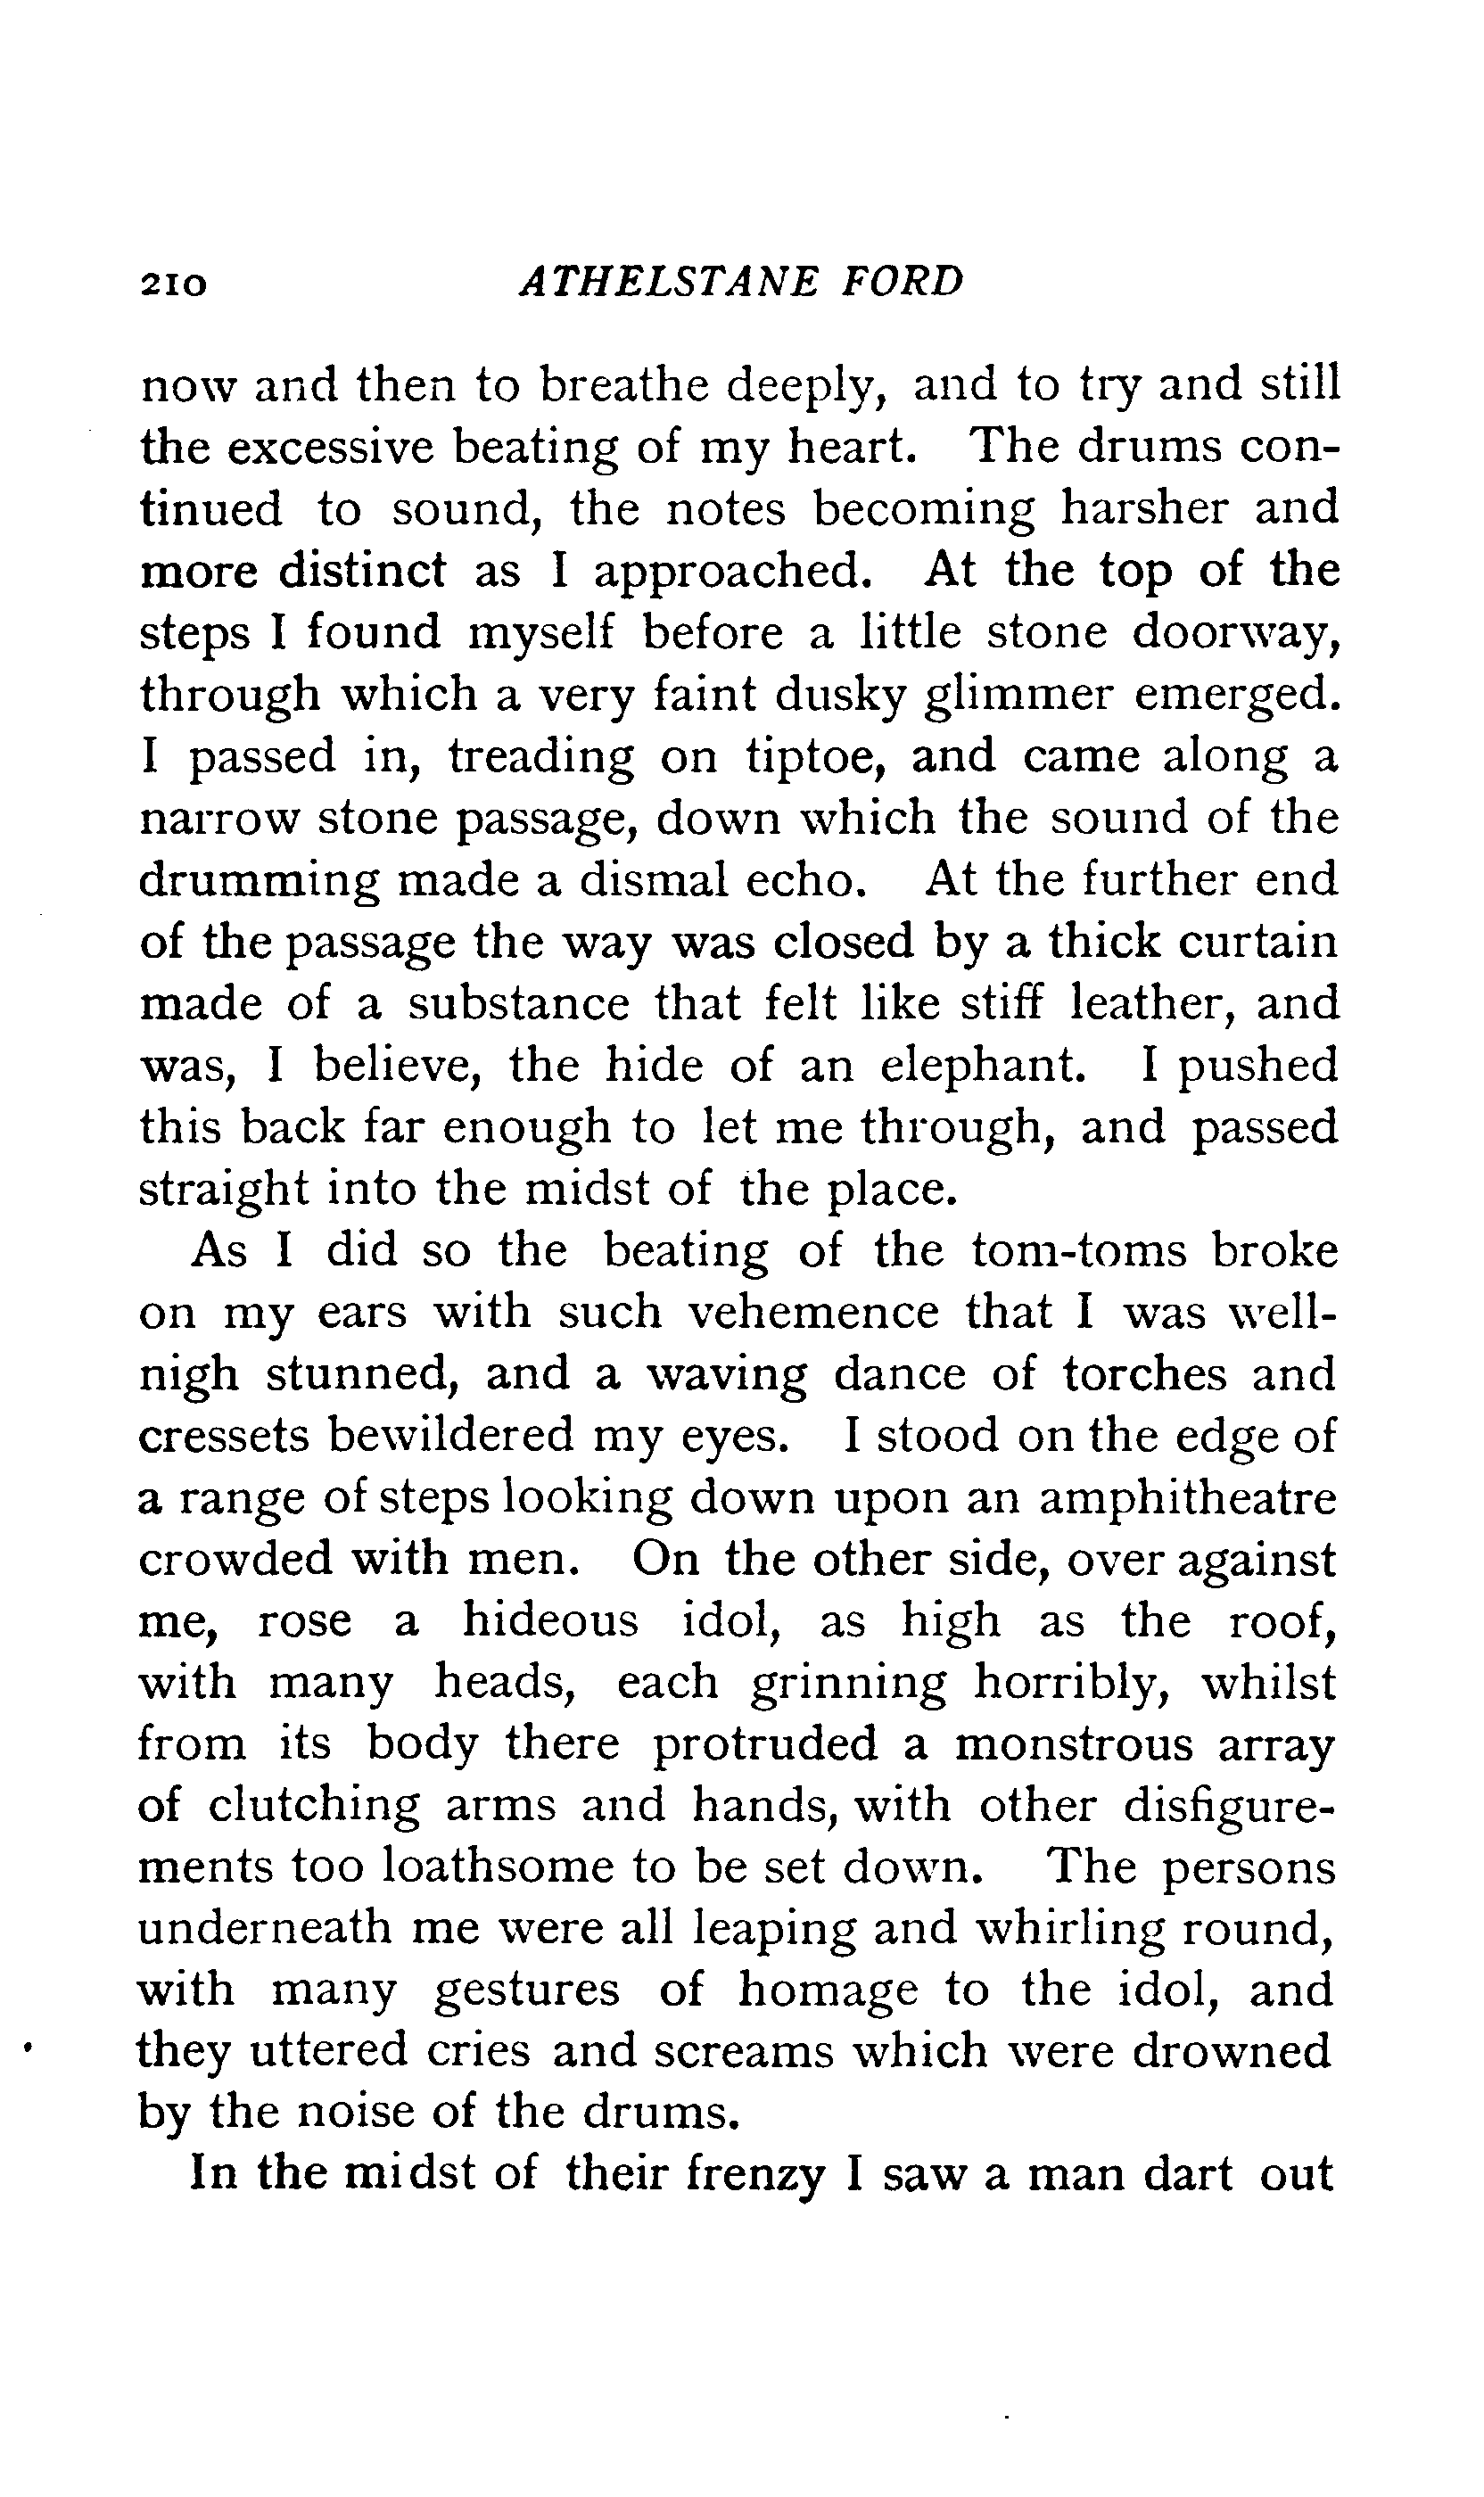 210 ATHELSTANE FORD
now and then to breathe deeply, and to try and still
the excessive beating of my heart. The drums con-
tinued to sound, the notes becoming harsher and
more distinct as I approached. At the top of the
steps I found myself before a little stone doorway,
through which a very faint dusky glimmer emerged.
I passed in, treading on tiptoe, and came along a
narrow stone passage, down which the sound of the
drumming made a dismal echo. At the further end
of the passage the way was closed by a thick curtain
made of a substance that felt like stiff leather, and
was, I believe, the hide of an elephant. I pushed
this back far enough to let me through, and passed
straight into the midst of the place.
As I did so the beating of the tom-toms broke
on my ears with such vehemence that I was well-
nigh stunned, and a waving dance of torches and
cressets bewildered my eyes. I stood on the edge of
a range of steps looking down upon an amphitheatre
crowded with men. On the other side, over against
me, rose a hideous idol, as high as the roof,
with many heads, each grinning horribly, whilst
from its body there protruded a monstrous array
of clutching arms and hands, with other disfigure-
ments too loathsome to be set down. The persons
underneath me were all leaping and whirling round,
with many gestures of homage to the idol, and
they uttered cries and screams which were drowned
by the noise of the drums.
In the midst of their frenzy I saw a man dart out